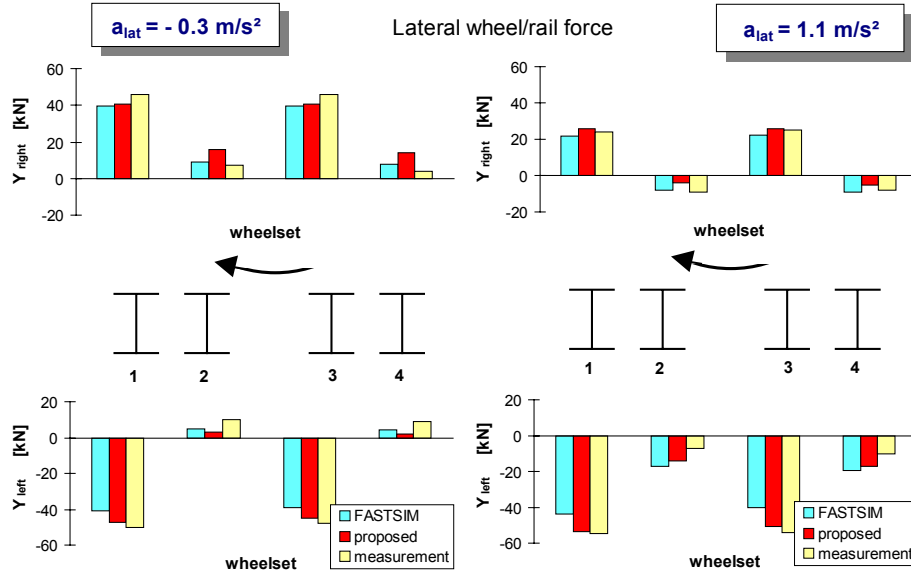 a_lat = - 0.3 m/s²
Lateral wheel/rail force
a_lat = 1.1 m/s²
Y right [kN]
60
40
20
0
-20
wheelset
Y right [kN]
60
40
20
0
-20
wheelset
1 2 3 4
1 2 3 4
Y left [kN]
20
0
-20
-40
-60
FASTSIM
proposed
measurement
wheelset
Y left [kN]
20
0
-20
-40
-60
FASTSIM
proposed
measurement
wheelset